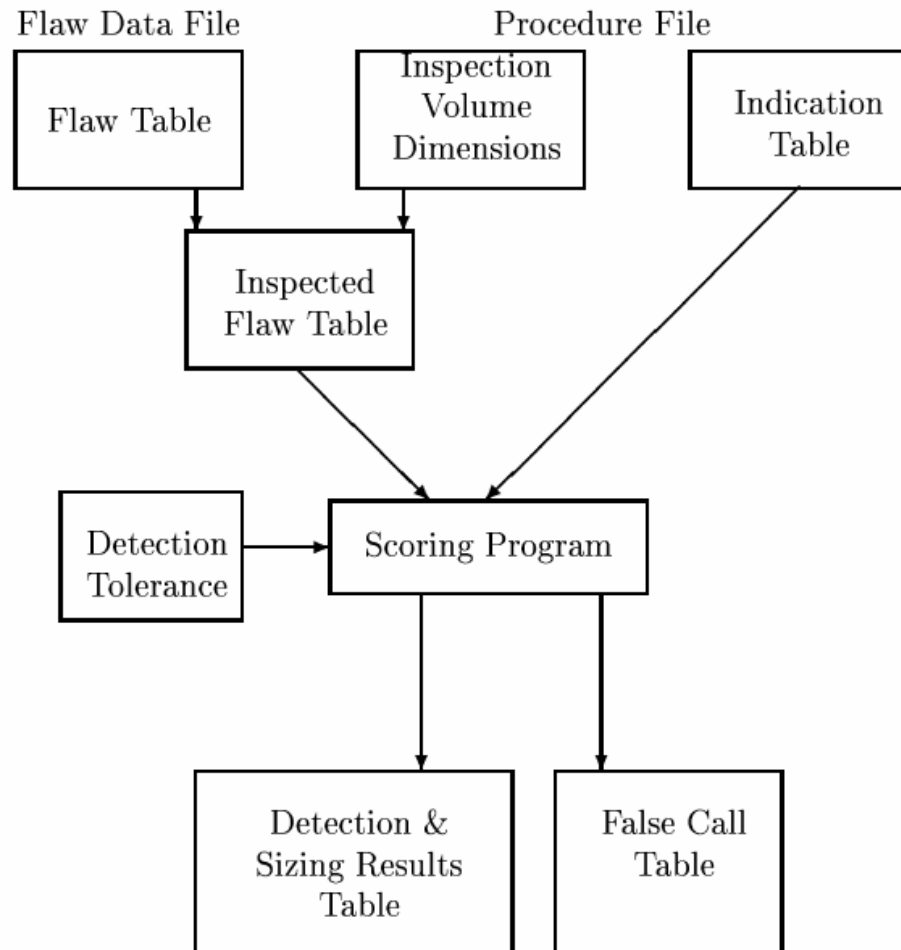 Flaw Data File
Procedure File
Flaw Table
Inspection
Volume
Dimensions
Indication
Table
Inspected
Flaw Table
Detection
Tolerance
Scoring Program
Detection &
Sizing Results
Table
False Call
Table